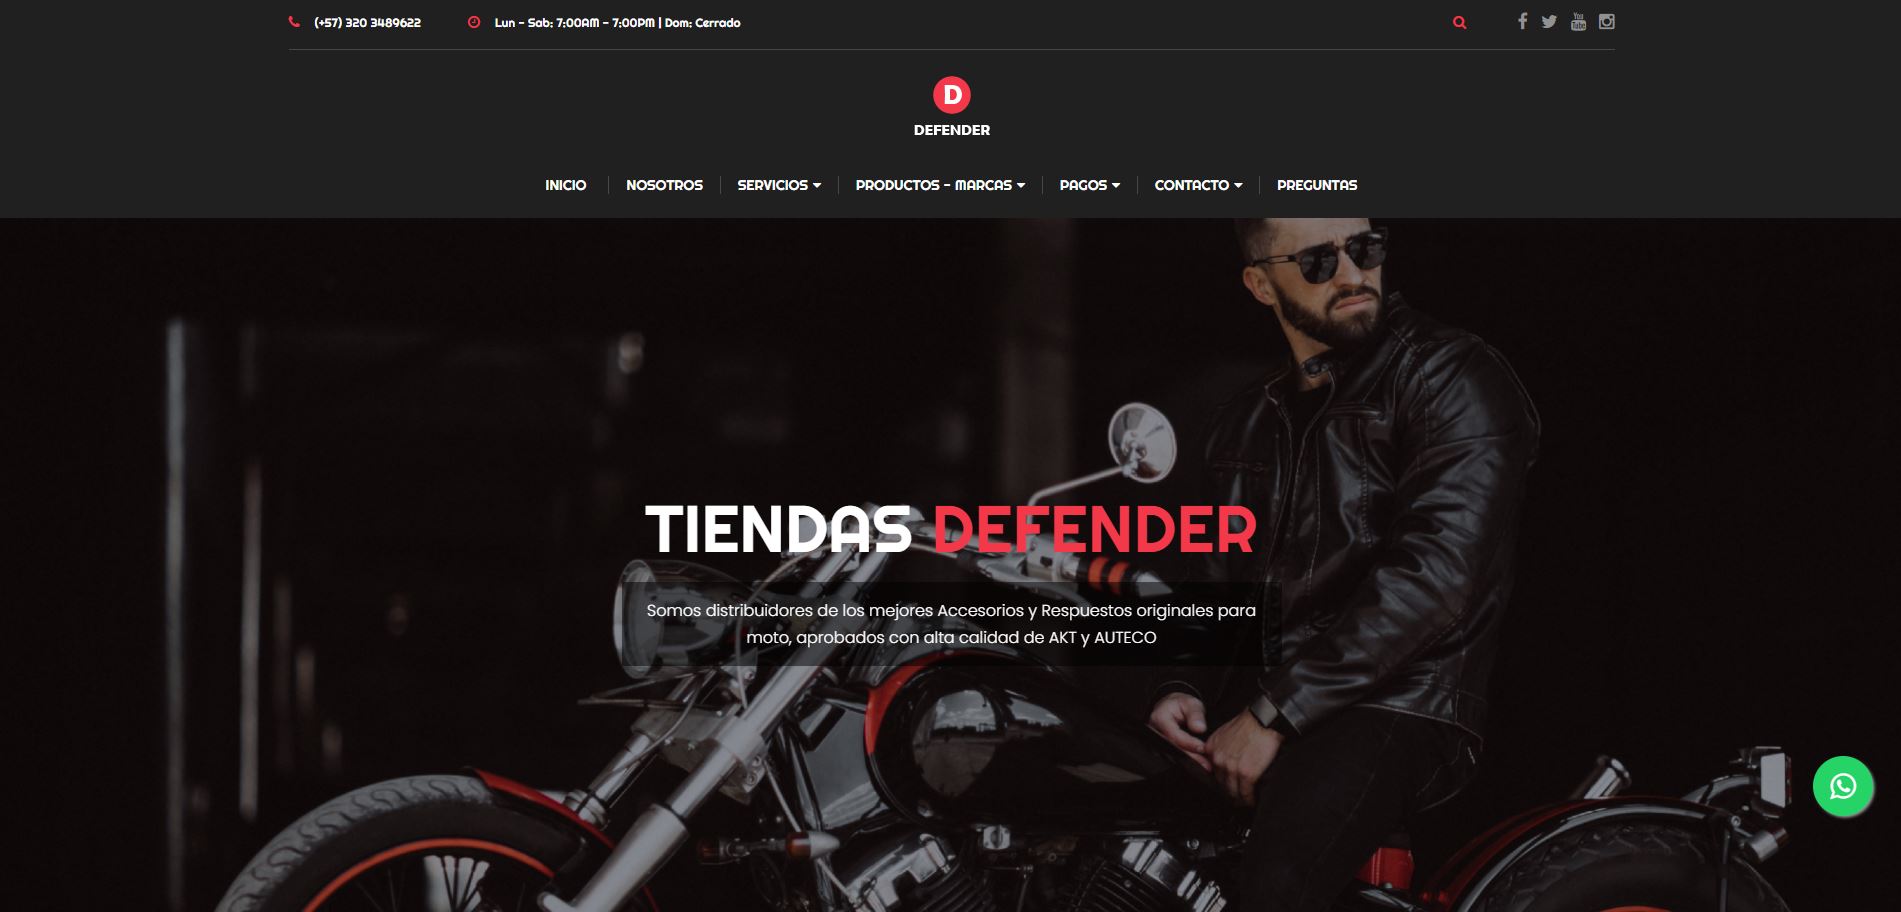 (+57) 320 3489622
Lun - Sab: 7:00AM - 7:00PM | Dom: Cerrado
You
Tube
D
DEFENDER
INICIO
NOSOTROS
SERVICIOS
PRODUCTOS - MARCAS
PAGOS
CONTACTO
PREGUNTAS
TIENDAS DEFENDER
Somos distribuidores de los mejores Accesorios y Respuestos originales para
moto, aprobados con alta calidad de AKT y AUTECO